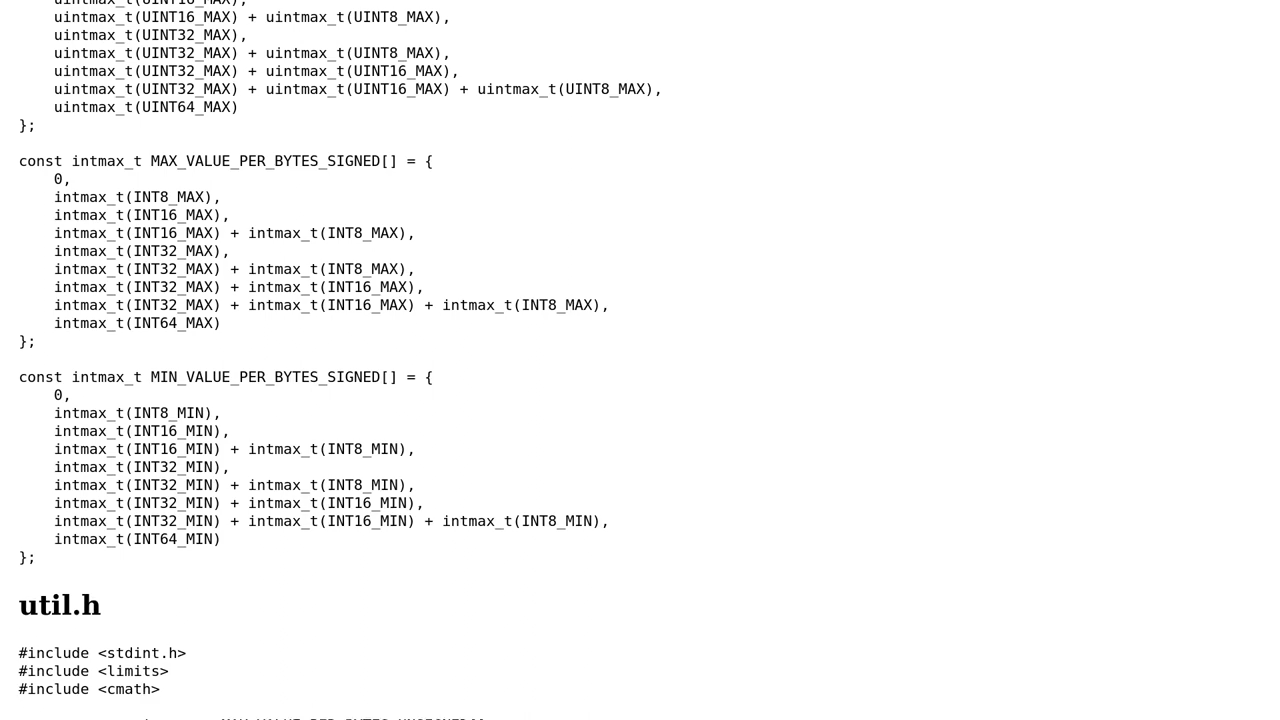 uintmax_t(UINT16_MAX),
    uintmax_t(UINT16_MAX) + uintmax_t(UINT8_MAX),
    uintmax_t(UINT32_MAX),
    uintmax_t(UINT32_MAX) + uintmax_t(UINT8_MAX),
    uintmax_t(UINT32_MAX) + uintmax_t(UINT16_MAX),
    uintmax_t(UINT32_MAX) + uintmax_t(UINT16_MAX) + uintmax_t(UINT8_MAX),
    uintmax_t(UINT64_MAX)
};

const intmax_t MAX_VALUE_PER_BYTES_SIGNED[] = {
    0,
    intmax_t(INT8_MAX),
    intmax_t(INT16_MAX),
    intmax_t(INT16_MAX) + intmax_t(INT8_MAX),
    intmax_t(INT32_MAX),
    intmax_t(INT32_MAX) + intmax_t(INT8_MAX),
    intmax_t(INT32_MAX) + intmax_t(INT16_MAX),
    intmax_t(INT32_MAX) + intmax_t(INT16_MAX) + intmax_t(INT8_MAX),
    intmax_t(INT64_MAX)
};

const intmax_t MIN_VALUE_PER_BYTES_SIGNED[] = {
    0,
    intmax_t(INT8_MIN),
    intmax_t(INT16_MIN),
    intmax_t(INT16_MIN) + intmax_t(INT8_MIN),
    intmax_t(INT32_MIN),
    intmax_t(INT32_MIN) + intmax_t(INT8_MIN),
    intmax_t(INT32_MIN) + intmax_t(INT16_MIN),
    intmax_t(INT32_MIN) + intmax_t(INT16_MIN) + intmax_t(INT8_MIN),
    intmax_t(INT64_MIN)
};

util.h

#include <stdint.h>
#include <limits>
#include <cmath>